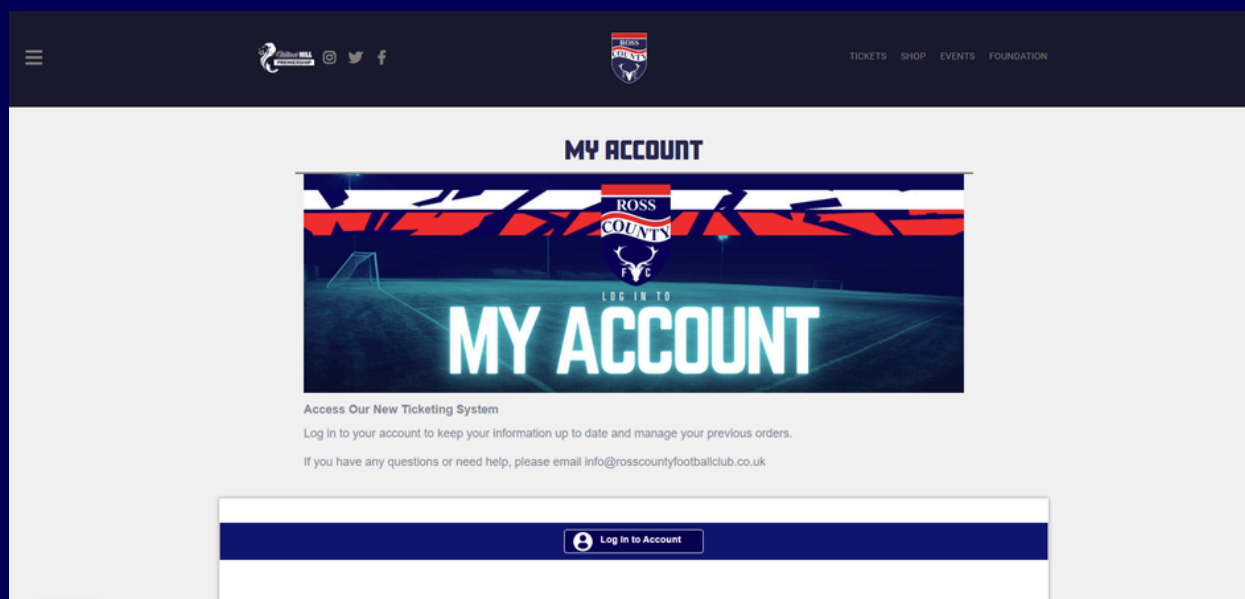 William HILL
PREMIERSHIP
ROSS
COUNTY
TICKETS SHOP EVENTS FOUNDATION
MY ACCOUNT
ROSS
COUNTY
F C
LOG IN TO
MY ACCOUNT
Access Our New Ticketing System
Log in to your account to keep your information up to date and manage your previous orders.
If you have any questions or need help, please email info@rosscountyfootballclub.co.uk
Log In to Account